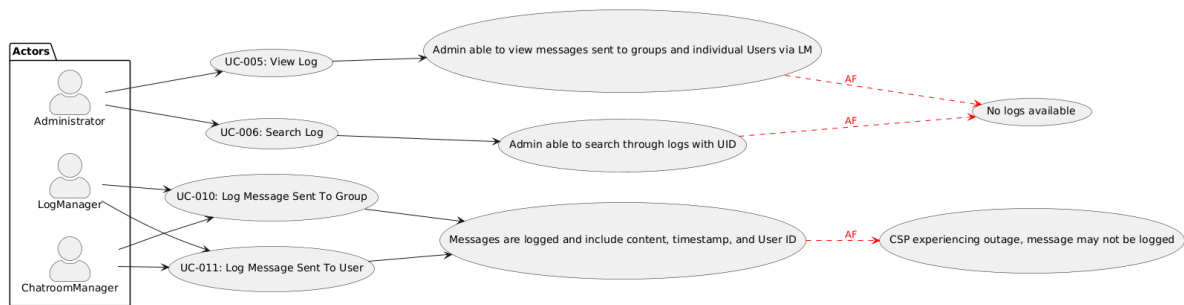 Actors
Administrator
LogManager
ChatroomManager
UC-005: View Log
UC-006: Search Log
UC-010: Log Message Sent To Group
UC-011: Log Message Sent To User
Admin able to view messages sent to groups and individual Users via LM
Admin able to search through logs with UID
Messages are logged and include content, timestamp, and User ID
AF
AF
AF
No logs available
CSP experiencing outage, message may not be logged